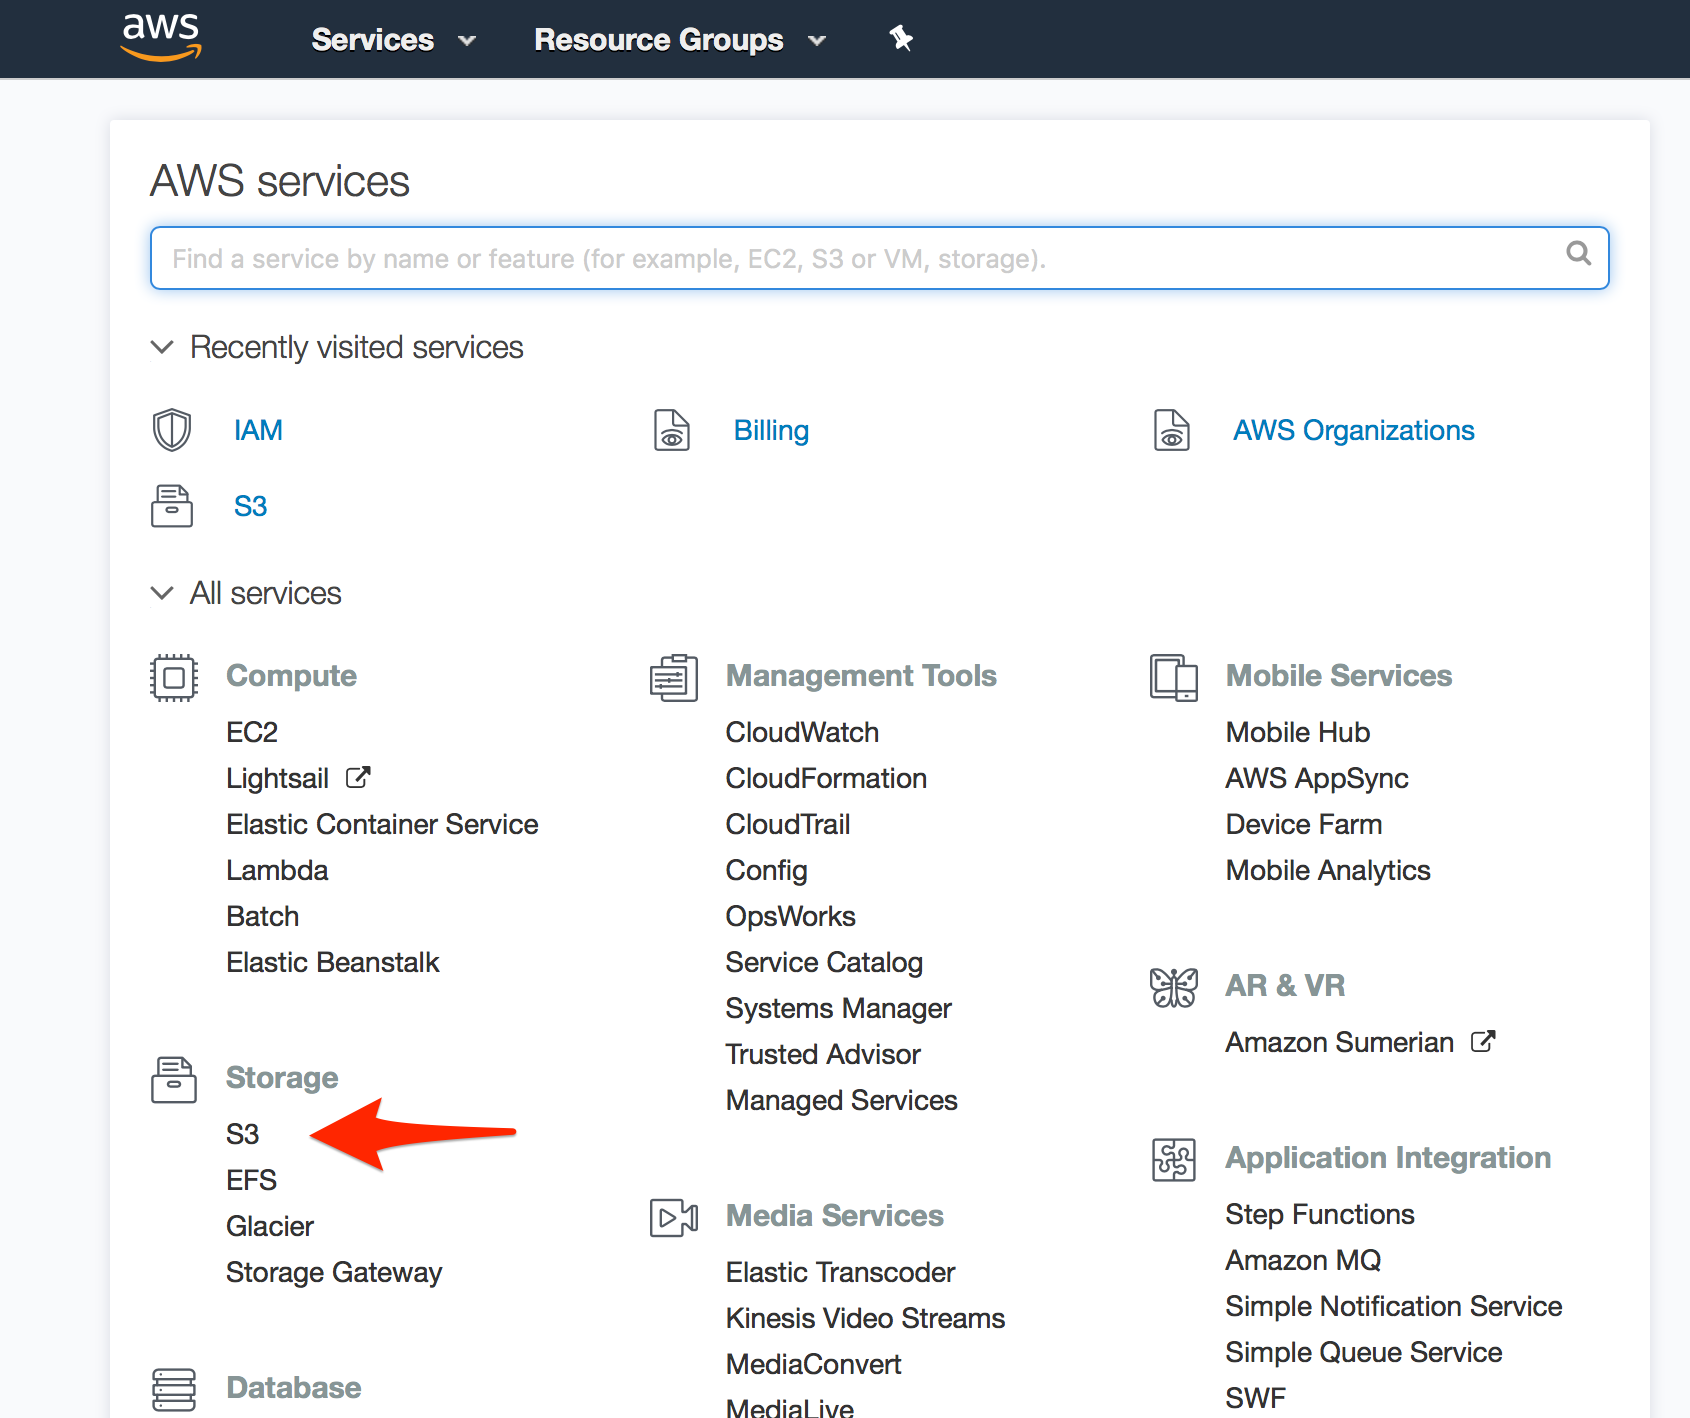 aws
Services
Resource Groups
AWS services
Find a service by name or feature (for example, EC2, S3 or VM, storage).
Recently visited services
IAM
Billing
AWS Organizations
S3
All services
Compute
EC2
Lightsail
Elastic Container Service
Lambda
Batch
Elastic Beanstalk
Storage
S3
EFS
Glacier
Storage Gateway
Database
Management Tools
CloudWatch
CloudFormation
CloudTrail
Config
OpsWorks
Service Catalog
Systems Manager
Trusted Advisor
Managed Services
Media Services
Elastic Transcoder
Kinesis Video Streams
MediaConvert
MediaLive
Mobile Services
Mobile Hub
AWS AppSync
Device Farm
Mobile Analytics
AR & VR
Amazon Sumerian
Application Integration
Step Functions
Amazon MQ
Simple Notification Service
Simple Queue Service
SWF